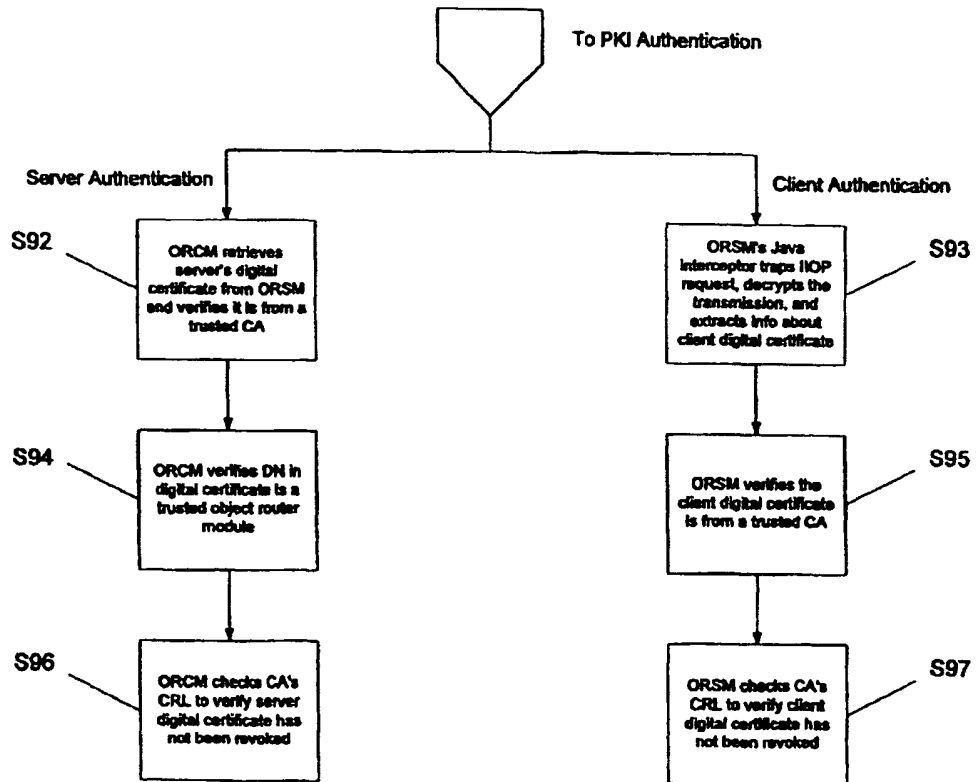 To PKI Authentication
Server Authentication
Client Authentication
S92
ORCM retrieves
server's digital
certificate from ORSM
and verifies it is from a
trusted CA
S93
ORSM's Java
interceptor traps IIOP
request, decrypts the
transmission, and
extracts info about
client digital certificate
S94
ORCM verifies DN in
digital certificate is a
trusted object router
module
S95
ORSM verifies the
client digital certificate
is from a trusted CA
S96
ORCM checks CA's
CRL to verify server
digital certificate has
not been revoked
S97
ORSM checks CA's
CRL to verify client
digital certificate has
not been revoked